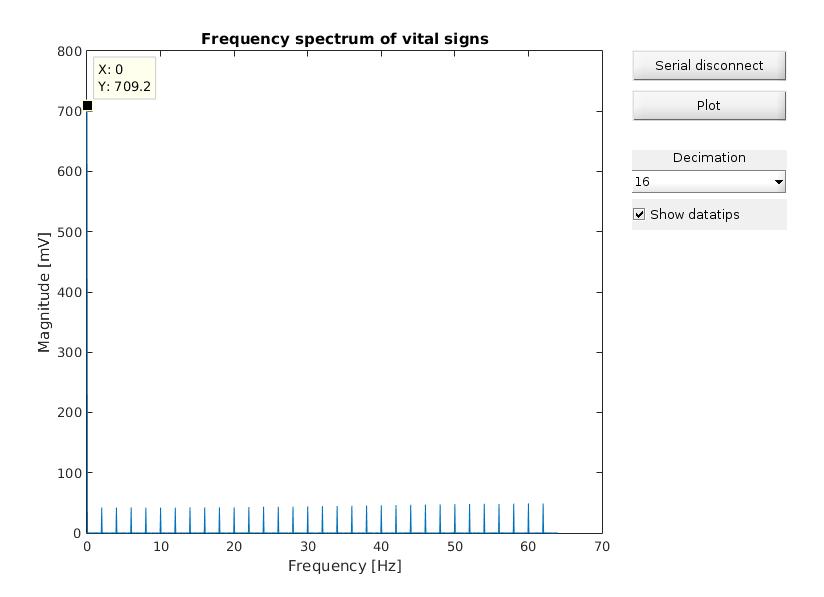 Frequency spectrum of vital signs
X: 0
Y: 709.2
800
700
600
500
400
300
200
100
0
Magnitude [mV]
0 10 20 30 40 50 60 70
Frequency [Hz]
Serial disconnect
Plot
Decimation
16
Show datatips